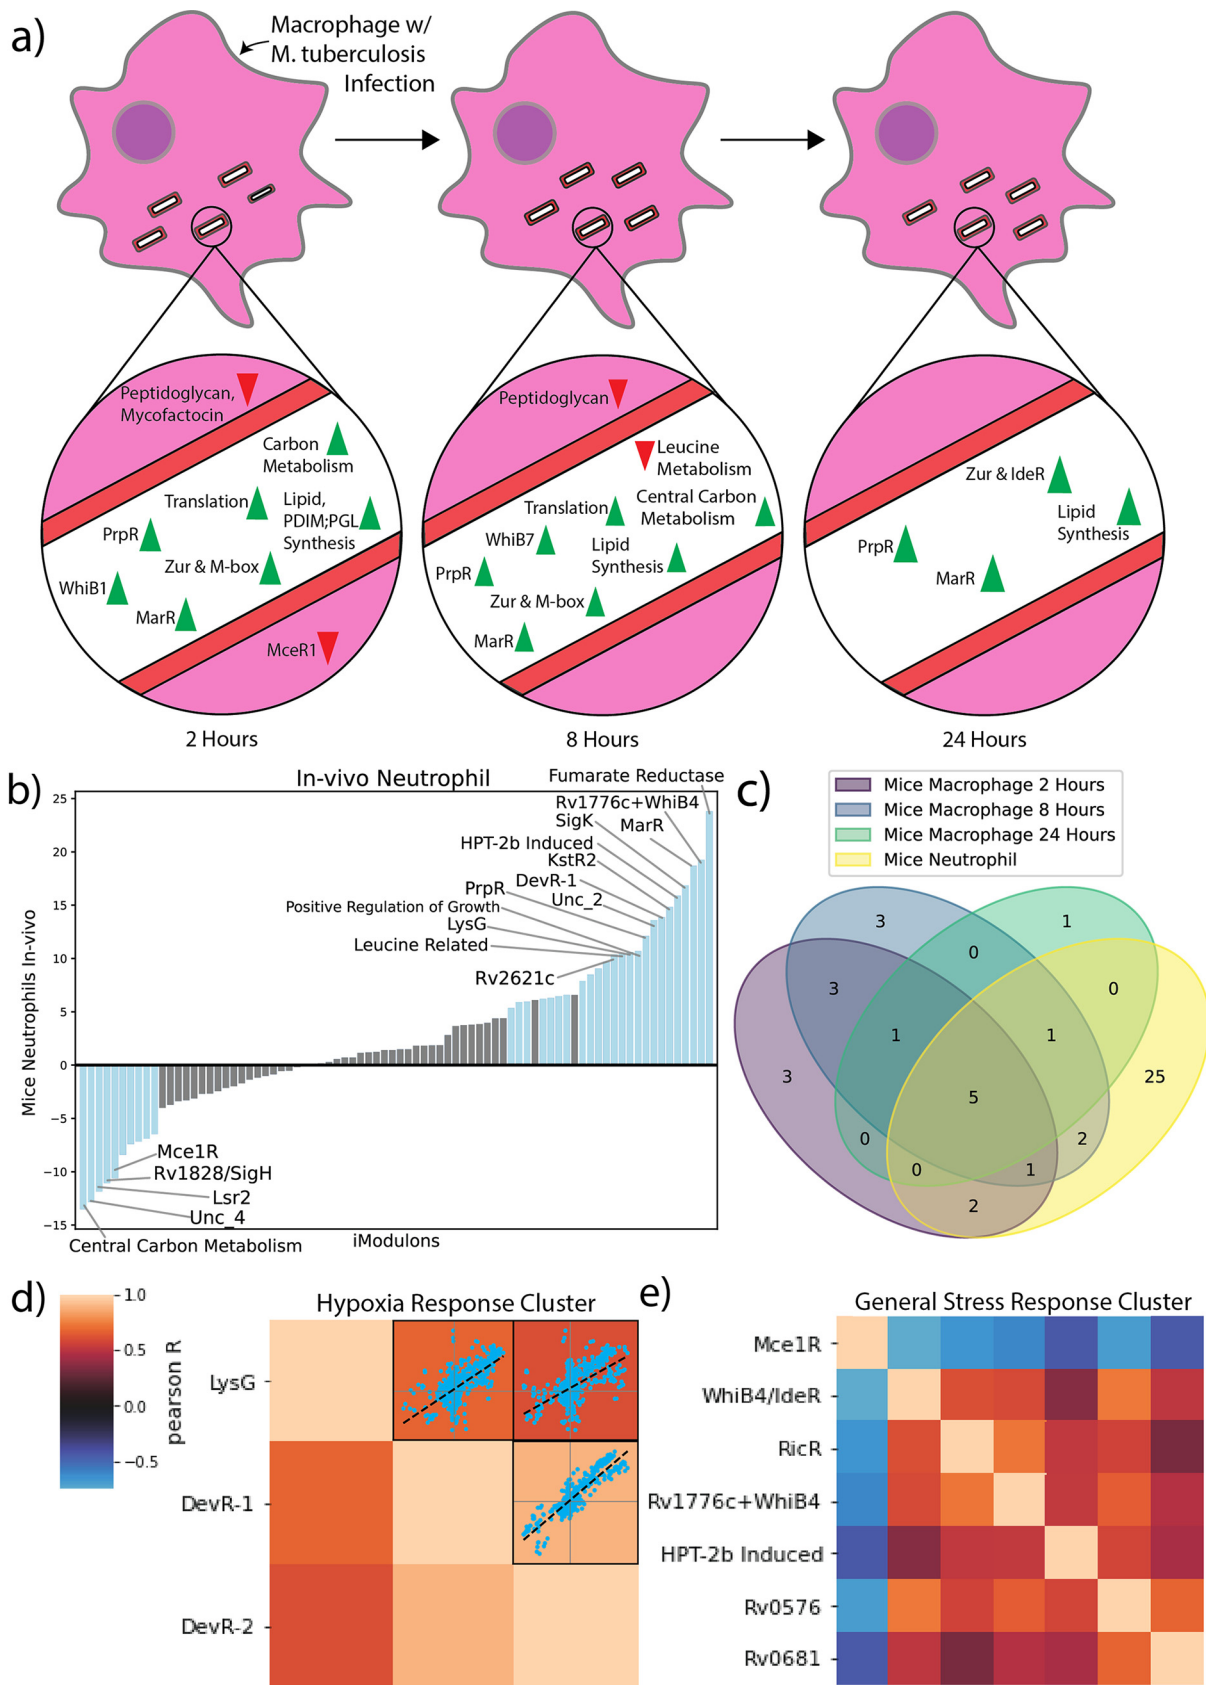 a)
Macrophage w/
M. tuberculosis
Infection
Peptidoglycan,
Mycofactocin
Carbon
Metabolism
Translation
Lipid,
PDIM;PGL
Synthesis
PrpR
Zur & M-box
WhiB1
MarR
MceR1
2 Hours
Peptidoglycan
Leucine
Metabolism
Central Carbon
Metabolism
Translation
WhiB7
Lipid
Synthesis
PrpR
Zur & M-box
MarR
8 Hours
Zur & IdeR
Lipid
Synthesis
PrpR
MarR
24 Hours
b)
In-vivo Neutrophil
Mice Neutrophils In-vivo
25
20
15
10
5
0
−5
−10
−15
Fumarate Reductase
Rv1776c+WhiB4
SigK
MarR
HPT-2b Induced
KstR2
DevR-1
PrpR
Unc_2
Positive Regulation of Growth
LysG
Leucine Related
Rv2621c
Mce1R
Rv1828/SigH
Lsr2
Unc_4
Central Carbon Metabolism
iModulons
c)
Mice Macrophage 2 Hours
Mice Macrophage 8 Hours
Mice Macrophage 24 Hours
Mice Neutrophil
3
1
0
3
0
1
1
3
25
5
0
2
0
1
2
d)
1.0
0.5
0.0
−0.5
pearson R
Hypoxia Response Cluster
LysG
DevR-1
DevR-2
e)
General Stress Response Cluster
Mce1R
WhiB4/IdeR
RicR
Rv1776c+WhiB4
HPT-2b Induced
Rv0576
Rv0681